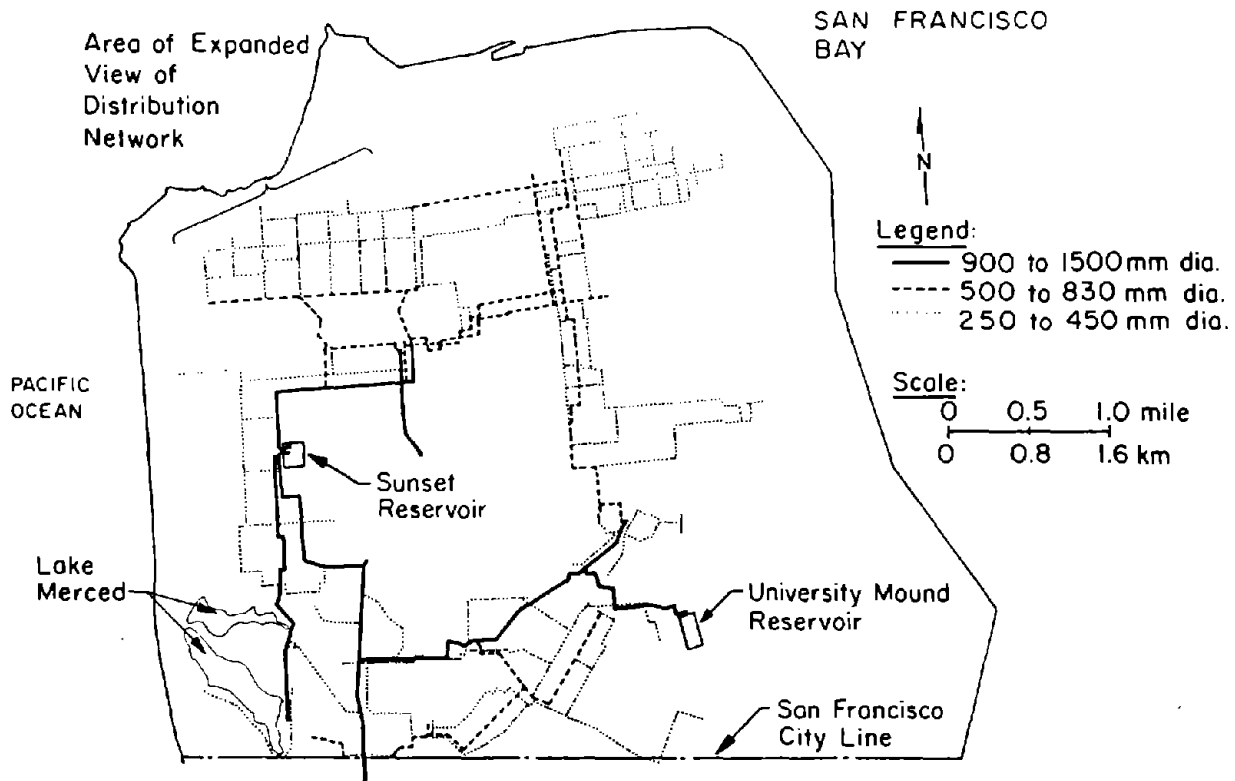 SAN FRANCISCO
BAY
Area of Expanded
View of
Distribution
Network
N
Legend:
900 to 1500 mm dia.
500 to 830 mm dia.
250 to 450 mm dia.
PACIFIC
OCEAN
Scale:
0 0.5 1.0 mile
0 0.8 1.6 km
Sunset
Reservoir
Lake
Merced
University Mound
Reservoir
San Francisco
City Line